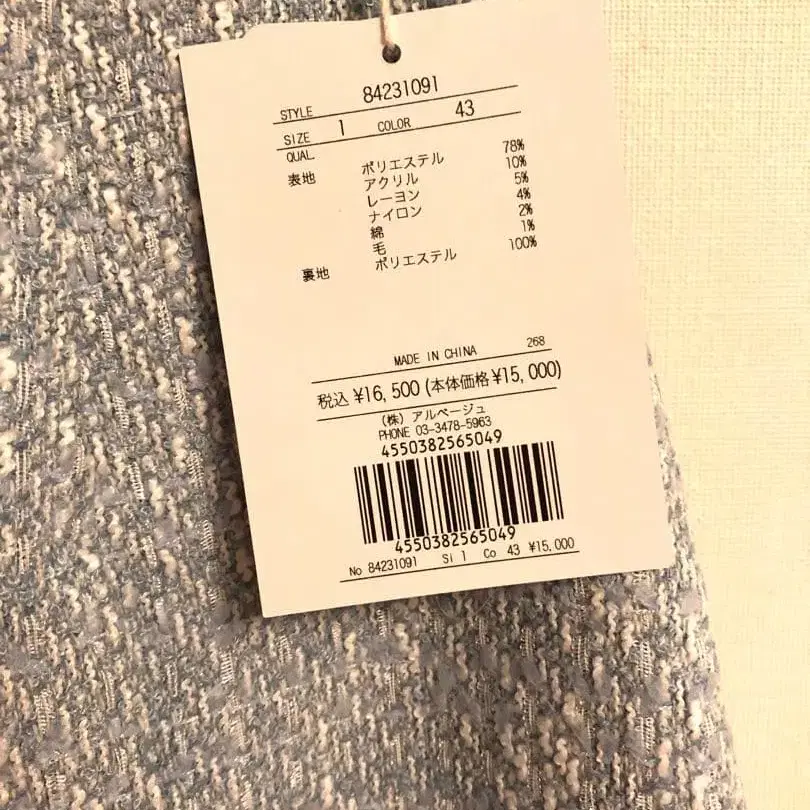 STYLE 84231091
SIZE 1 COLOR 43
QUAL.
表地 ポリエステル 78%
アクリル 10%
レーヨン 5%
ナイロン 4%
綿 2%
毛 1%
裏地 ポリエステル 100%
MADE IN CHINA 268
税込 ¥16,500 (本体価格¥15,000)
(株) アルページュ
PHONE 03-3478-5963
4550382565049
4550382565049
No 84231091 Si 1 Co 43 ¥15,000